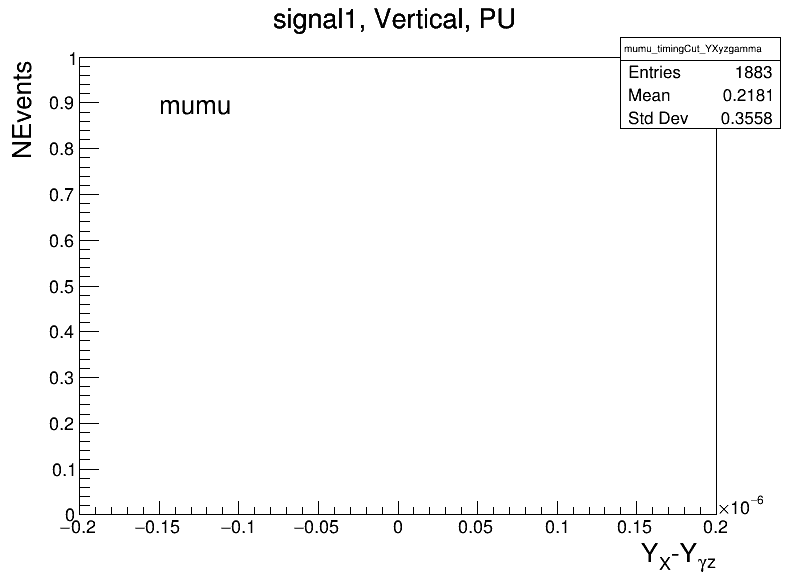 signal1, Vertical, PU
mumu_timingCut_YXyzgamma
Entries 1883
Mean 0.2181
Std Dev 0.3558
NEvents
mumu
1
0.9
0.8
0.7
0.6
0.5
0.4
0.3
0.2
0.1
0
−0.2 −0.15 −0.1 −0.05 0 0.05 0.1 0.15 0.2
×10⁻⁶
Y_X-Y_γz